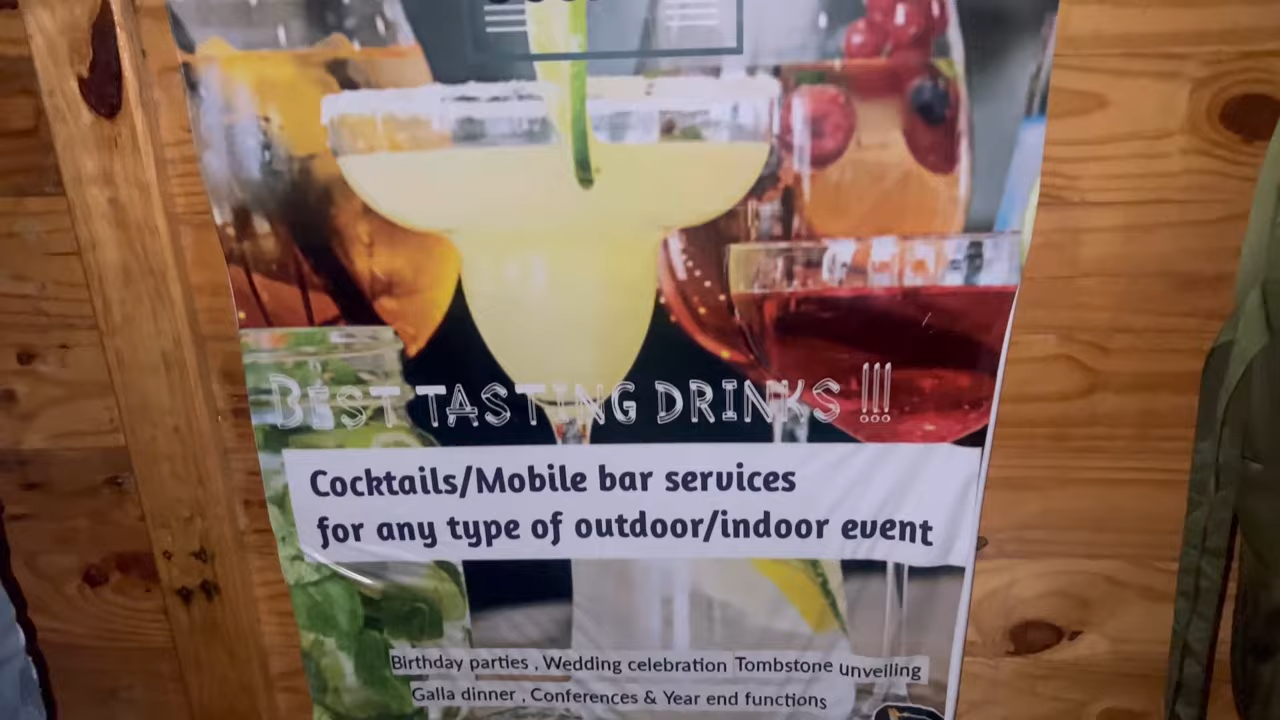 BEST TASTING DRINKS !!!
Cocktails/Mobile bar services
for any type of outdoor/indoor event
Birthday parties , Wedding celebration Tombstone unveiling
Galla dinner , Conferences & Year end functions